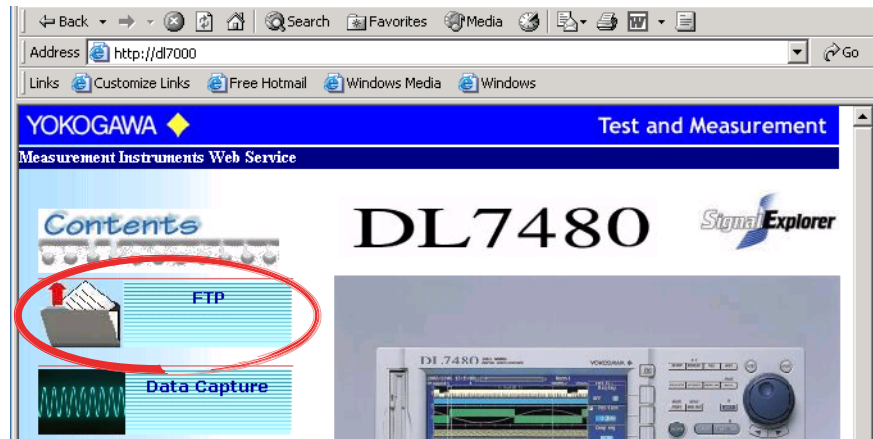 Back Search Favorites Media
Address http://dl7000 Go
Links Customize Links Free Hotmail Windows Media Windows
YOKOGAWA Test and Measurement
Measurement Instruments Web Service
Contents
DL7480
Signal Explorer
FTP
DL7480
YOKOGAWA
Data Capture